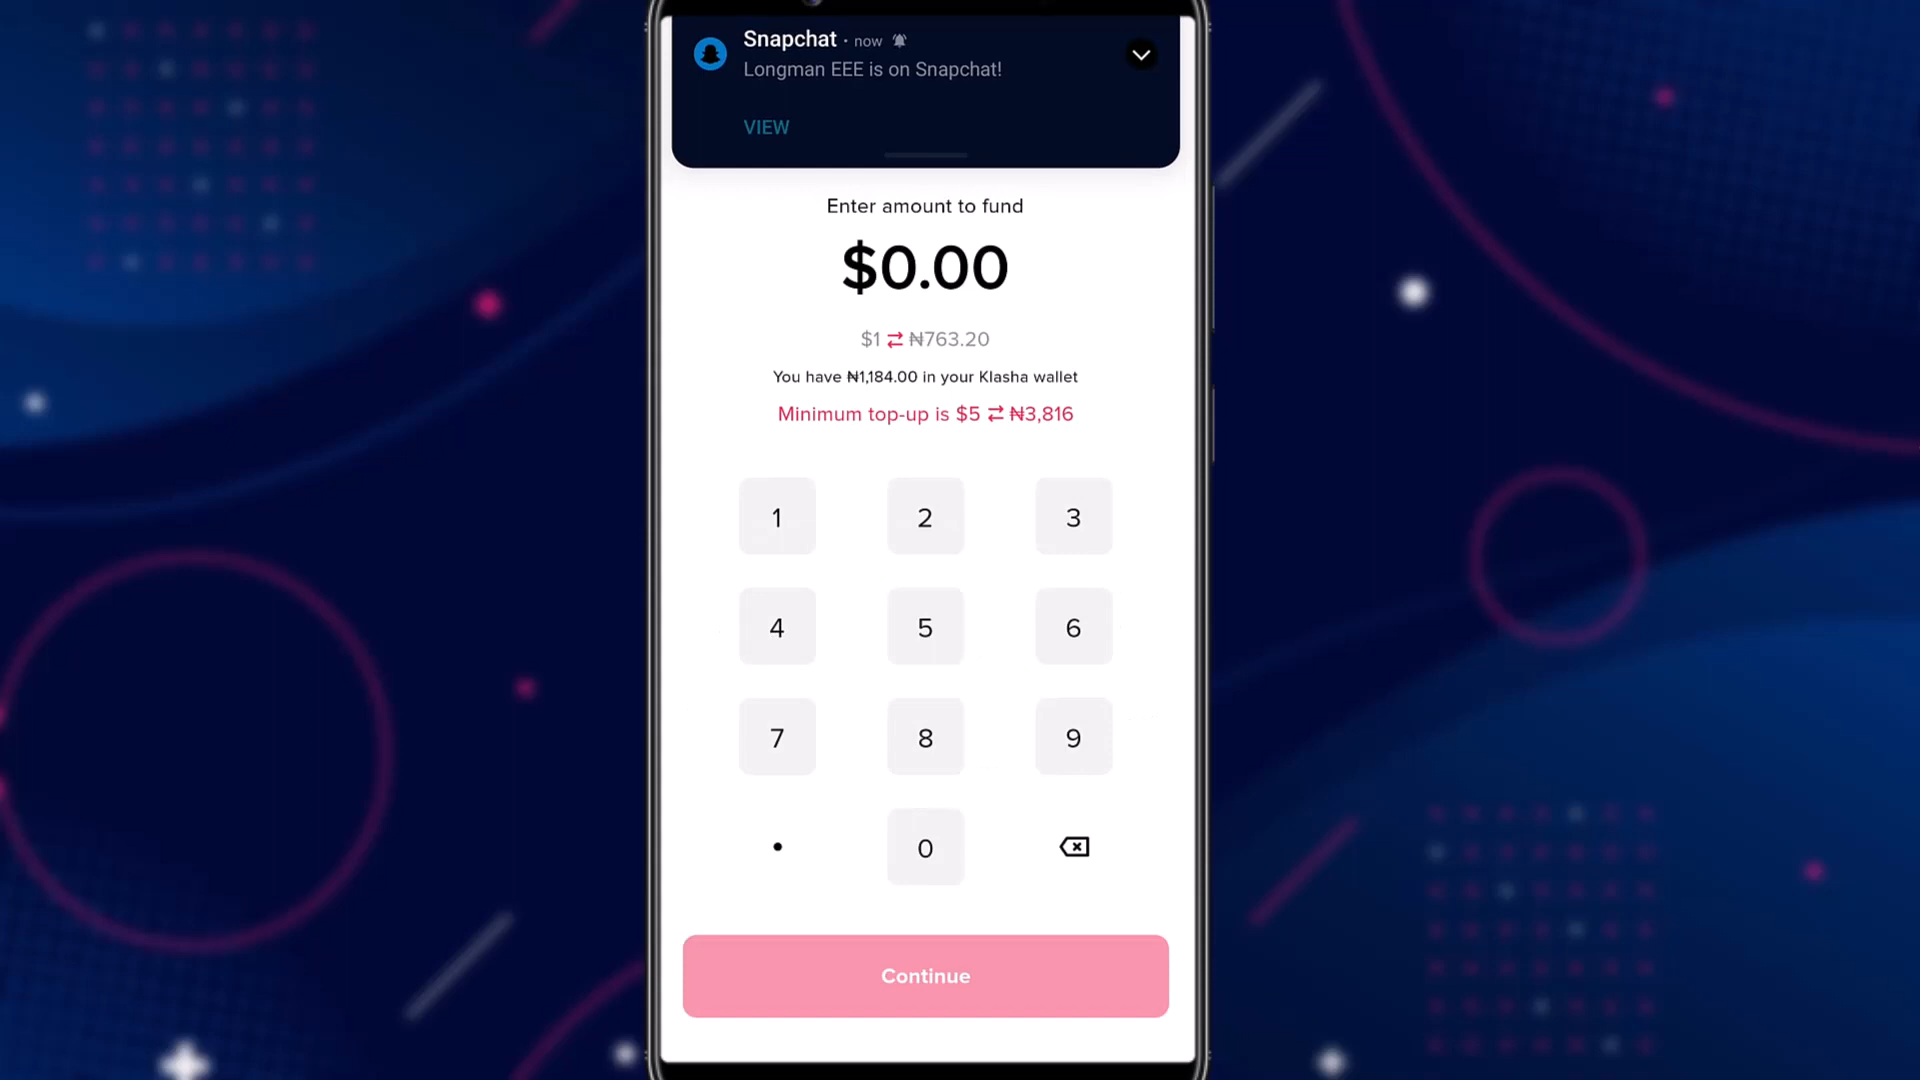 Snapchat · now
Longman EEE is on Snapchat!
VIEW
Enter amount to fund
$0.00
$1 ⇄ ₦763.20
You have ₦1,184.00 in your Klasha wallet
Minimum top-up is $5 ⇄ ₦3,816
1 2 3
4 5 6
7 8 9
. 0
Continue